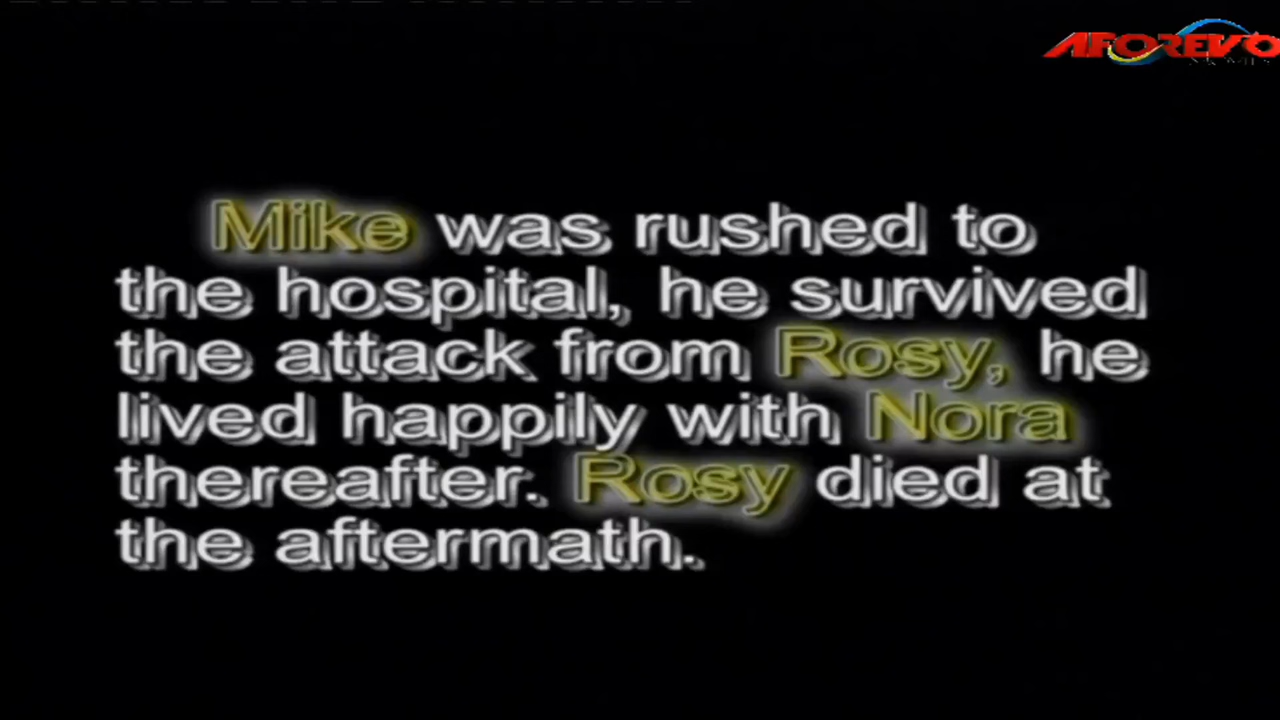 AFOREVO
Mike was rushed to
the hospital, he survived
the attack from Rosy, he
lived happily with Nora
thereafter. Rosy died at
the aftermath.